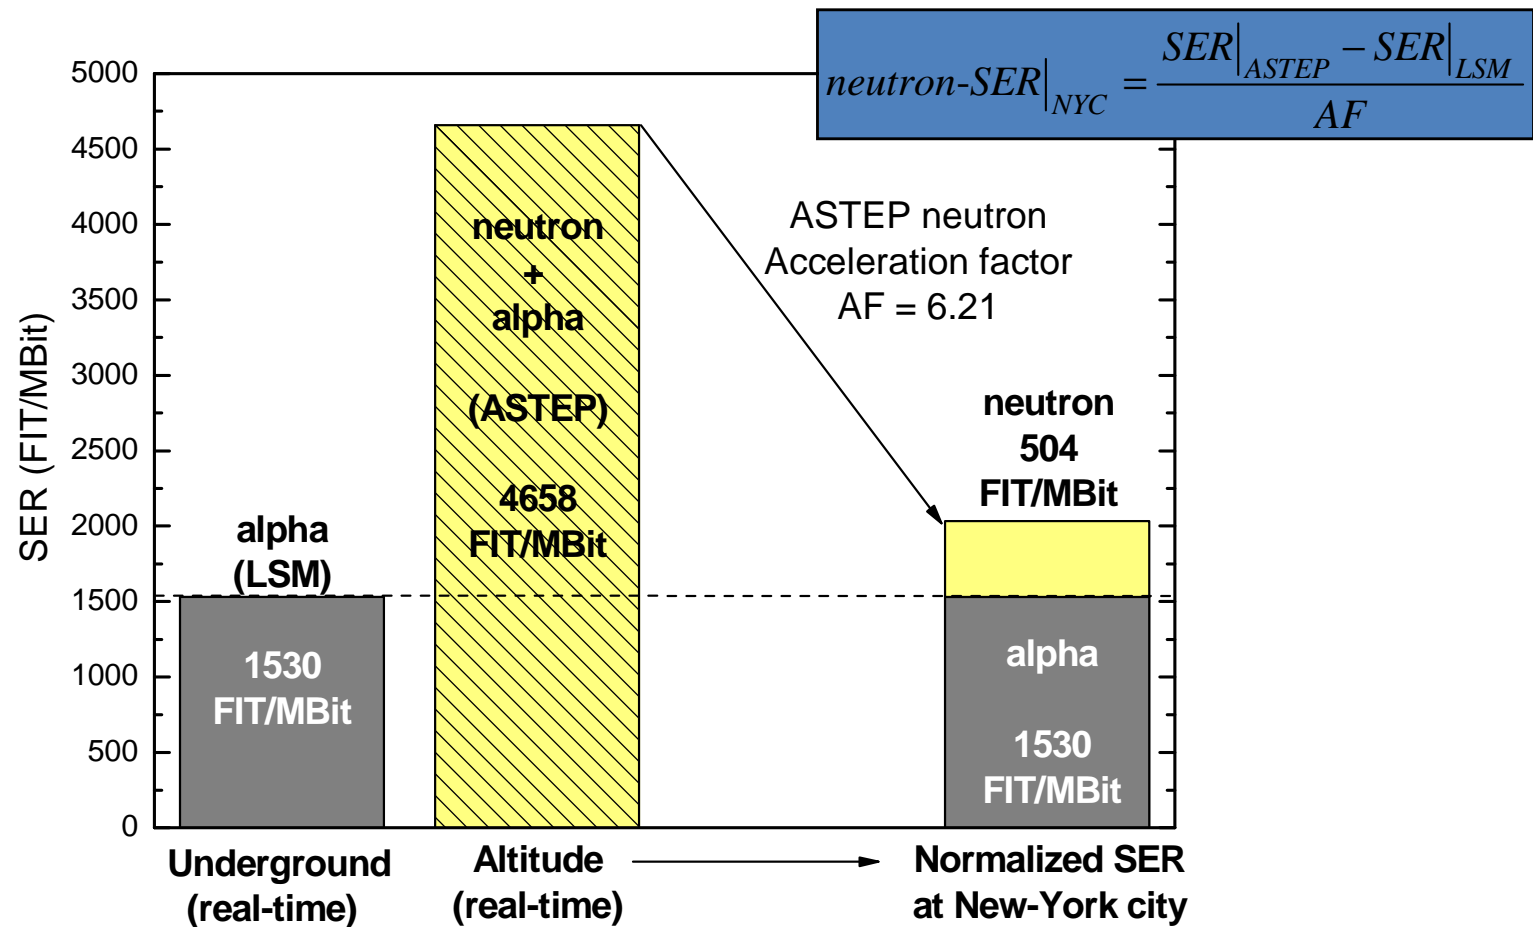 neutron-SER|NYC = SER|ASTEP − SER|LSM / AF
5000
4500
4000
3500
3000
2500
2000
1500
1000
500
0
SER (FIT/MBit)
alpha
(LSM)
1530
FIT/MBit
neutron
+
alpha
(ASTEP)
4658
FIT/MBit
ASTEP neutron
Acceleration factor
AF = 6.21
neutron
504
FIT/MBit
alpha
1530
FIT/MBit
Underground
(real-time)
Altitude
(real-time)
Normalized SER
at New-York city